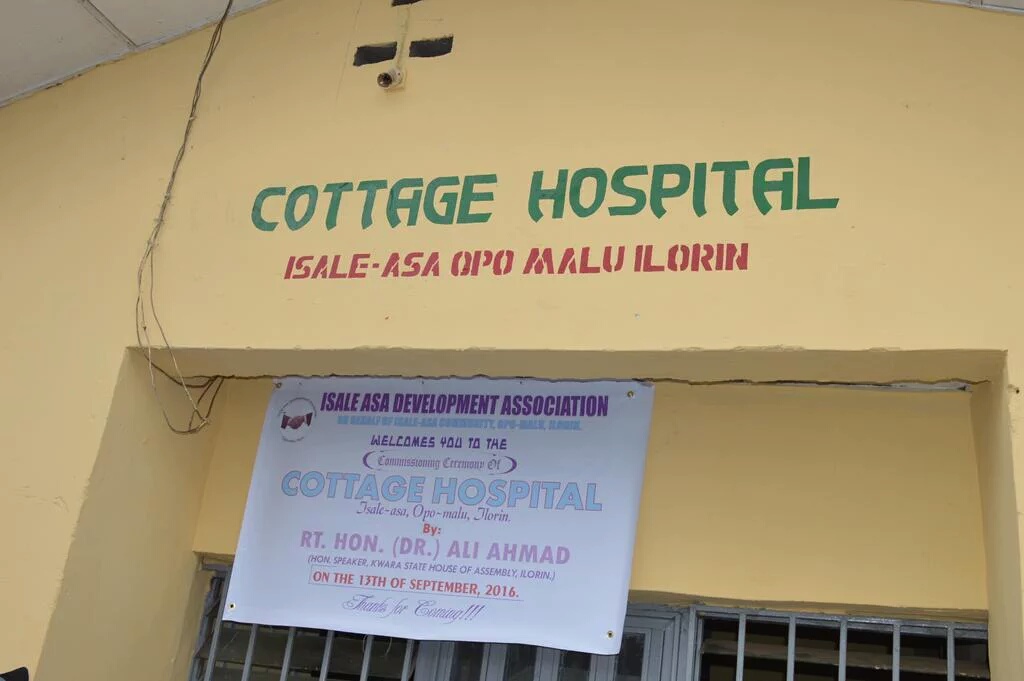 COTTAGE HOSPITAL
ISALE-ASA OPO MALU ILORIN
ISALE ASA DEVELOPMENT ASSOCIATION
ON BEHALF OF ISALE-ASA COMMUNITY, OPO-MALU, ILORIN.
WELCOMES YOU TO THE
Commissioning Ceremony Of
COTTAGE HOSPITAL
Isale-asa, Opo-malu, Ilorin.
By:
RT. HON. (DR.) ALI AHMAD
(HON. SPEAKER, KWARA STATE HOUSE OF ASSEMBLY, ILORIN.)
ON THE 13TH OF SEPTEMBER, 2016.
Thanks for Coming!!!